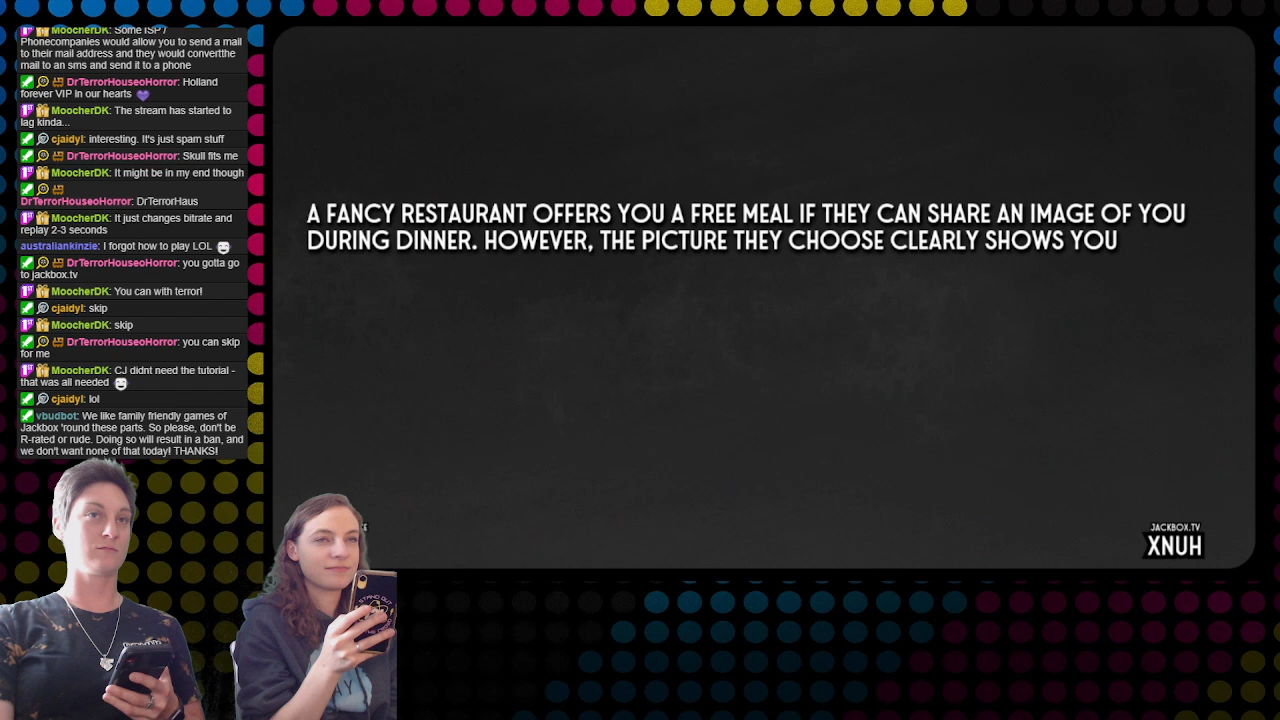 MoocherDK: Some ISP/
Phonecompanies would allow you to send a mail
to their mail address and they would convertthe
mail to an sms and send it to a phone
DrTerrorHouseoHorror: Holland
forever VIP in our hearts
MoocherDK: The stream has started to
lag kinda...
cjaidyl: interesting. It's just spam stuff
DrTerrorHouseoHorror: Skull fits me
MoocherDK: It might be in my end though
DrTerrorHouseoHorror: DrTerrorHaus
MoocherDK: It just changes bitrate and
replay 2-3 seconds
australiankinzie: I forgot how to play LOL
DrTerrorHouseoHorror: you gotta go
to jackbox.tv
MoocherDK: You can with terror!
cjaidyl: skip
MoocherDK: skip
DrTerrorHouseoHorror: you can skip
for me
MoocherDK: CJ didnt need the tutorial -
that was all needed
cjaidyl: lol
vbudbot: We like family friendly games of
Jackbox 'round these parts. So please, don't be
R-rated or rude. Doing so will result in a ban, and
we don't want none of that today! THANKS!
A FANCY RESTAURANT OFFERS YOU A FREE MEAL IF THEY CAN SHARE AN IMAGE OF YOU
DURING DINNER. HOWEVER, THE PICTURE THEY CHOOSE CLEARLY SHOWS YOU
JACKBOX.TV
XNUH
STAND OUT